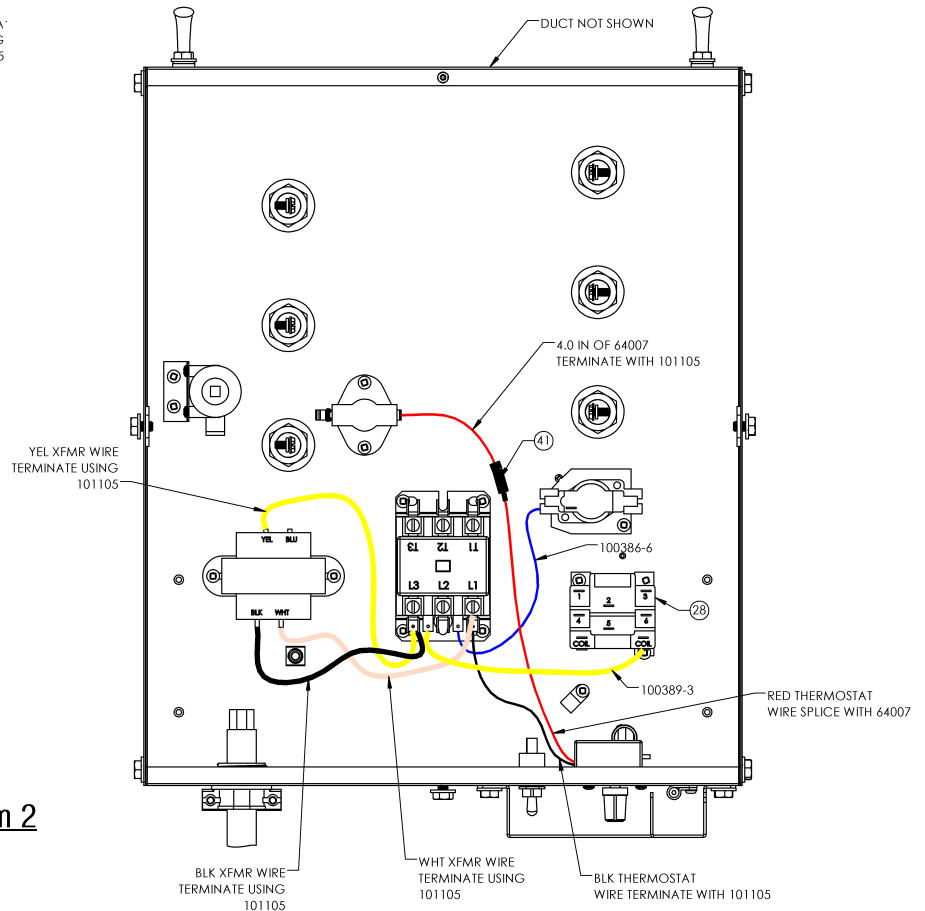 A
G
5
DUCT NOT SHOWN
4.0 IN OF 64007
TERMINATE WITH 101105
41
YEL XFMR WIRE
TERMINATE USING
101105
YEL BLU
T3 T2 T1
100386-6
L3 L2 L1
1 2 3
28
4 5 6
BLK WHT
COIL COIL
100389-3
RED THERMOSTAT
WIRE SPLICE WITH 64007
m 2
BLK XFMR WIRE
TERMINATE USING
101105
WHT XFMR WIRE
TERMINATE USING
101105
BLK THERMOSTAT
WIRE TERMINATE WITH 101105